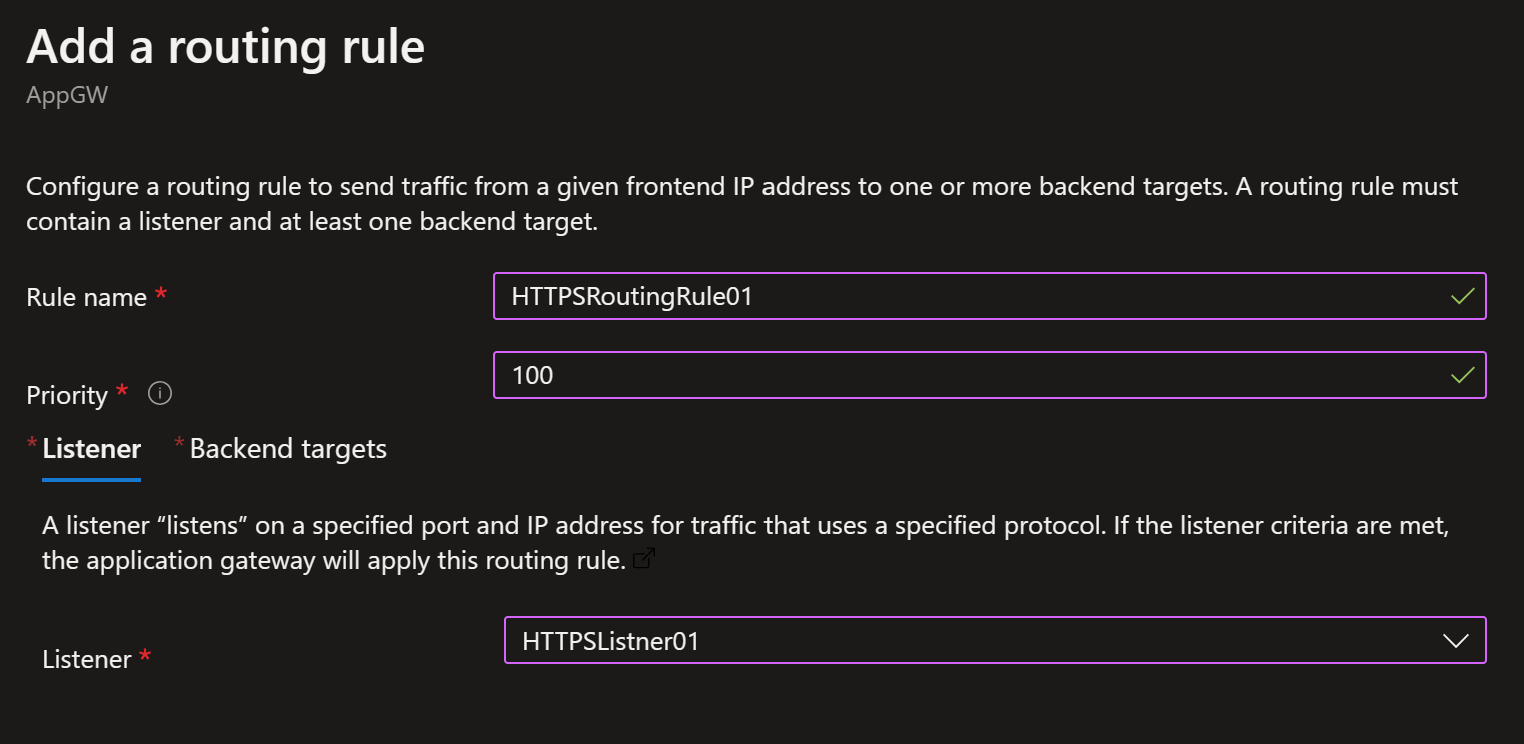 Add a routing rule
AppGW
Configure a routing rule to send traffic from a given frontend IP address to one or more backend targets. A routing rule must
contain a listener and at least one backend target.
Rule name *
HTTPSRoutingRule01
Priority *
100
* Listener * Backend targets
A listener “listens” on a specified port and IP address for traffic that uses a specified protocol. If the listener criteria are met,
the application gateway will apply this routing rule.
Listener *
HTTPSListner01